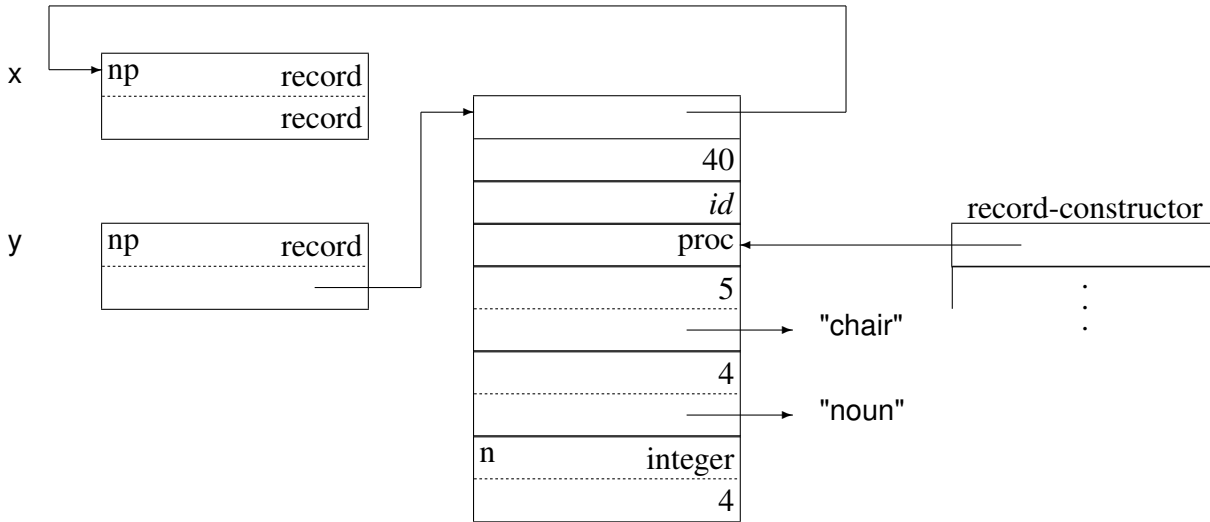 x
np record
record
40
id
record-constructor
y
np record
proc
5
"chair"
4
"noun"
n integer
4